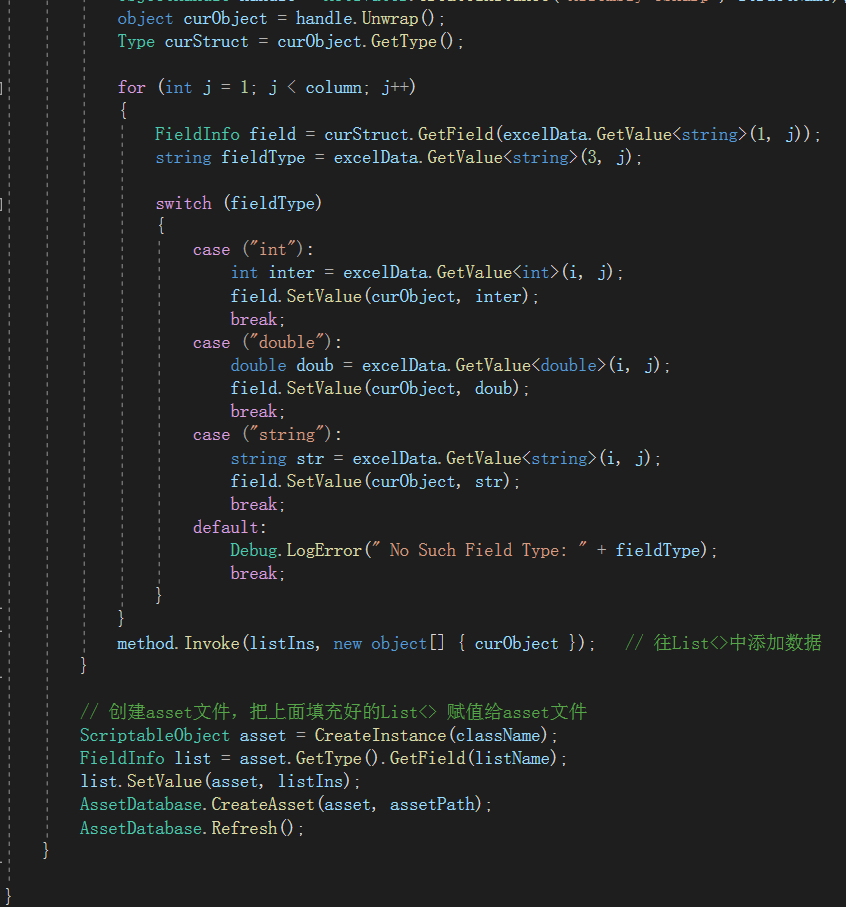 object curObject = handle.Unwrap();
Type curStruct = curObject.GetType();
for (int j = 1; j < column; j++)
{
FieldInfo field = curStruct.GetField(excelData.GetValue<string>(1, j));
string fieldType = excelData.GetValue<string>(3, j);
switch (fieldType)
{
case ("int"):
int inter = excelData.GetValue<int>(i, j);
field.SetValue(curObject, inter);
break;
case ("double"):
double doub = excelData.GetValue<double>(i, j);
field.SetValue(curObject, doub);
break;
case ("string"):
string str = excelData.GetValue<string>(i, j);
field.SetValue(curObject, str);
break;
default:
Debug.LogError(" No Such Field Type: " + fieldType);
break;
}
}
method.Invoke(listIns, new object[] { curObject }); // 往List<>中添加数据
}
// 创建asset文件，把上面填充好的List<> 赋值给asset文件
ScriptableObject asset = CreateInstance(className);
FieldInfo list = asset.GetType().GetField(listName);
list.SetValue(asset, listIns);
AssetDatabase.CreateAsset(asset, assetPath);
AssetDatabase.Refresh();
}
}